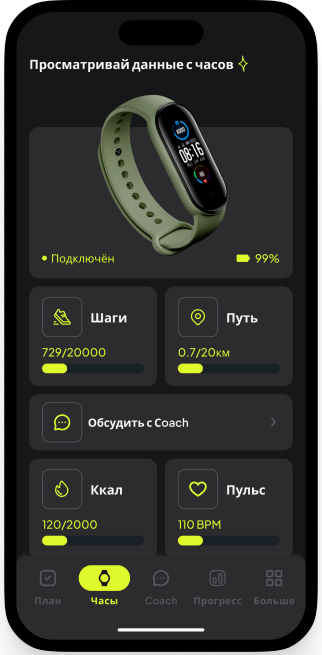 Просматривай данные с часов
08:16
Подключён
99%
Шаги
Путь
729/20000
0.7/20км
Обсудить с Coach
Ккал
Пульс
120/2000
110 BPM
План
Часы
Coach
Прогресс
Больше